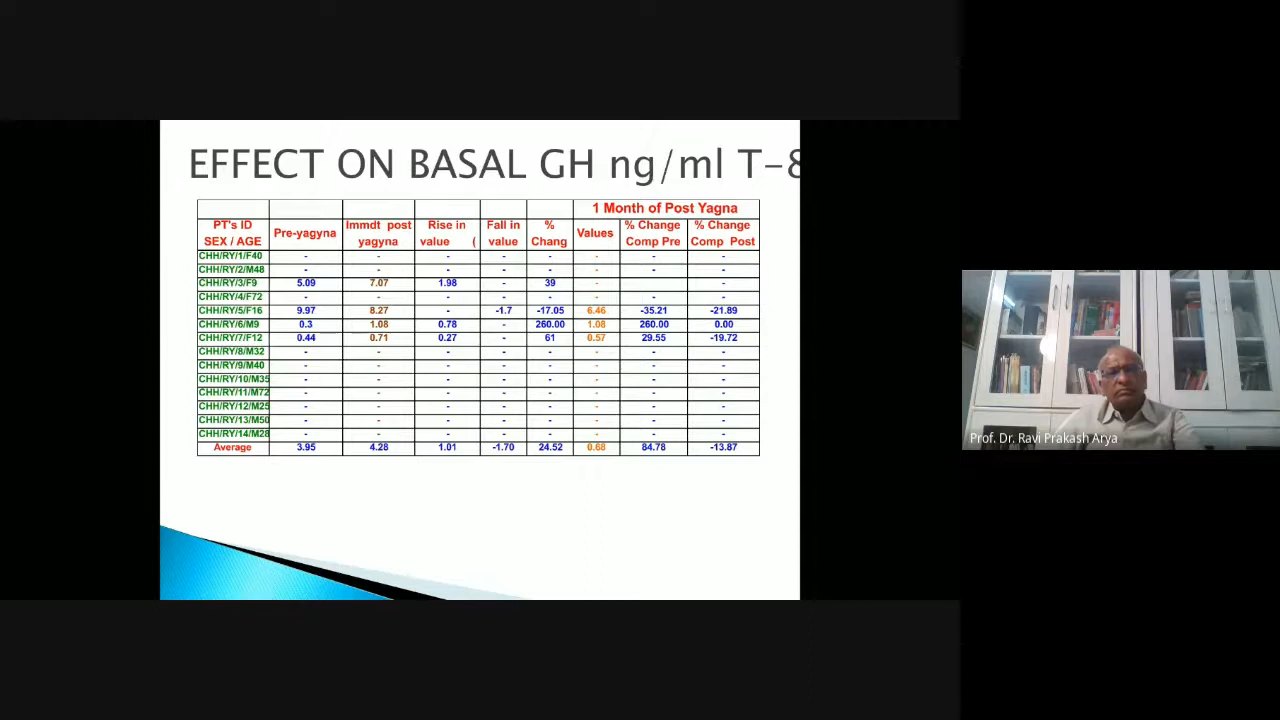 EFFECT ON BASAL GH ng/ml T-8
1 Month of Post Yagna
PT's ID SEX / AGE Pre-yagyna Immdt post yagyna Rise in value ( Fall in value % Chang Values % Change Comp Pre % Change Comp Post
CHH/RY/1/F40 - - - - - - - -
CHH/RY/2/M48 - - - - - - - -
CHH/RY/3/F9 5.09 7.07 1.98 - 39 - -
CHH/RY/4/F72 - - - - - - - -
CHH/RY/5/F16 9.97 8.27 - -1.7 -17.05 6.46 -35.21 -21.89
CHH/RY/6/M9 0.3 1.08 0.78 - 260.00 1.08 260.00 0.00
CHH/RY/7/F12 0.44 0.71 0.27 - 61 0.57 29.55 -19.72
CHH/RY/8/M32 - - - - - - - -
CHH/RY/9/M40 - - - - - - - -
CHH/RY/10/M35 - - - - - - - -
CHH/RY/11/M72 - - - - - - - -
CHH/RY/12/M25 - - - - - - - -
CHH/RY/13/M50 - - - - - - - -
CHH/RY/14/M28 - - - - - - - -
Average 3.95 4.28 1.01 -1.70 24.52 0.68 84.78 -13.87
Prof. Dr. Ravi Prakash Arya